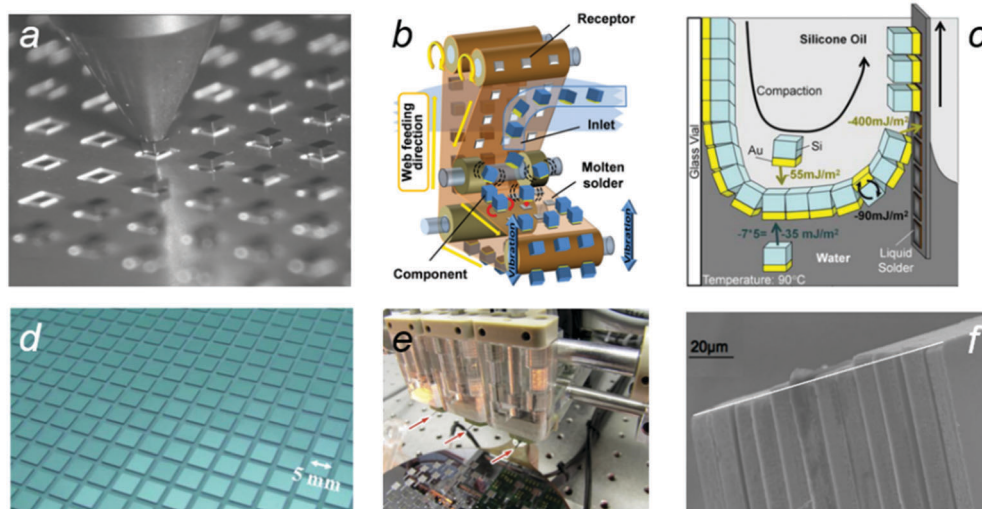 a
b
Receptor
Web feeding
direction
Inlet
Molten
solder
Component
Vibration
Vibration
c
Silicone Oil
Compaction
Glass Vial
-400mJ/m²
Au
Si
55mJ/m²
-90mJ/m²
-7*5=
-35 mJ/m²
Water
Liquid
Solder
Temperature: 90°C
d
5 mm
e
f
20µm